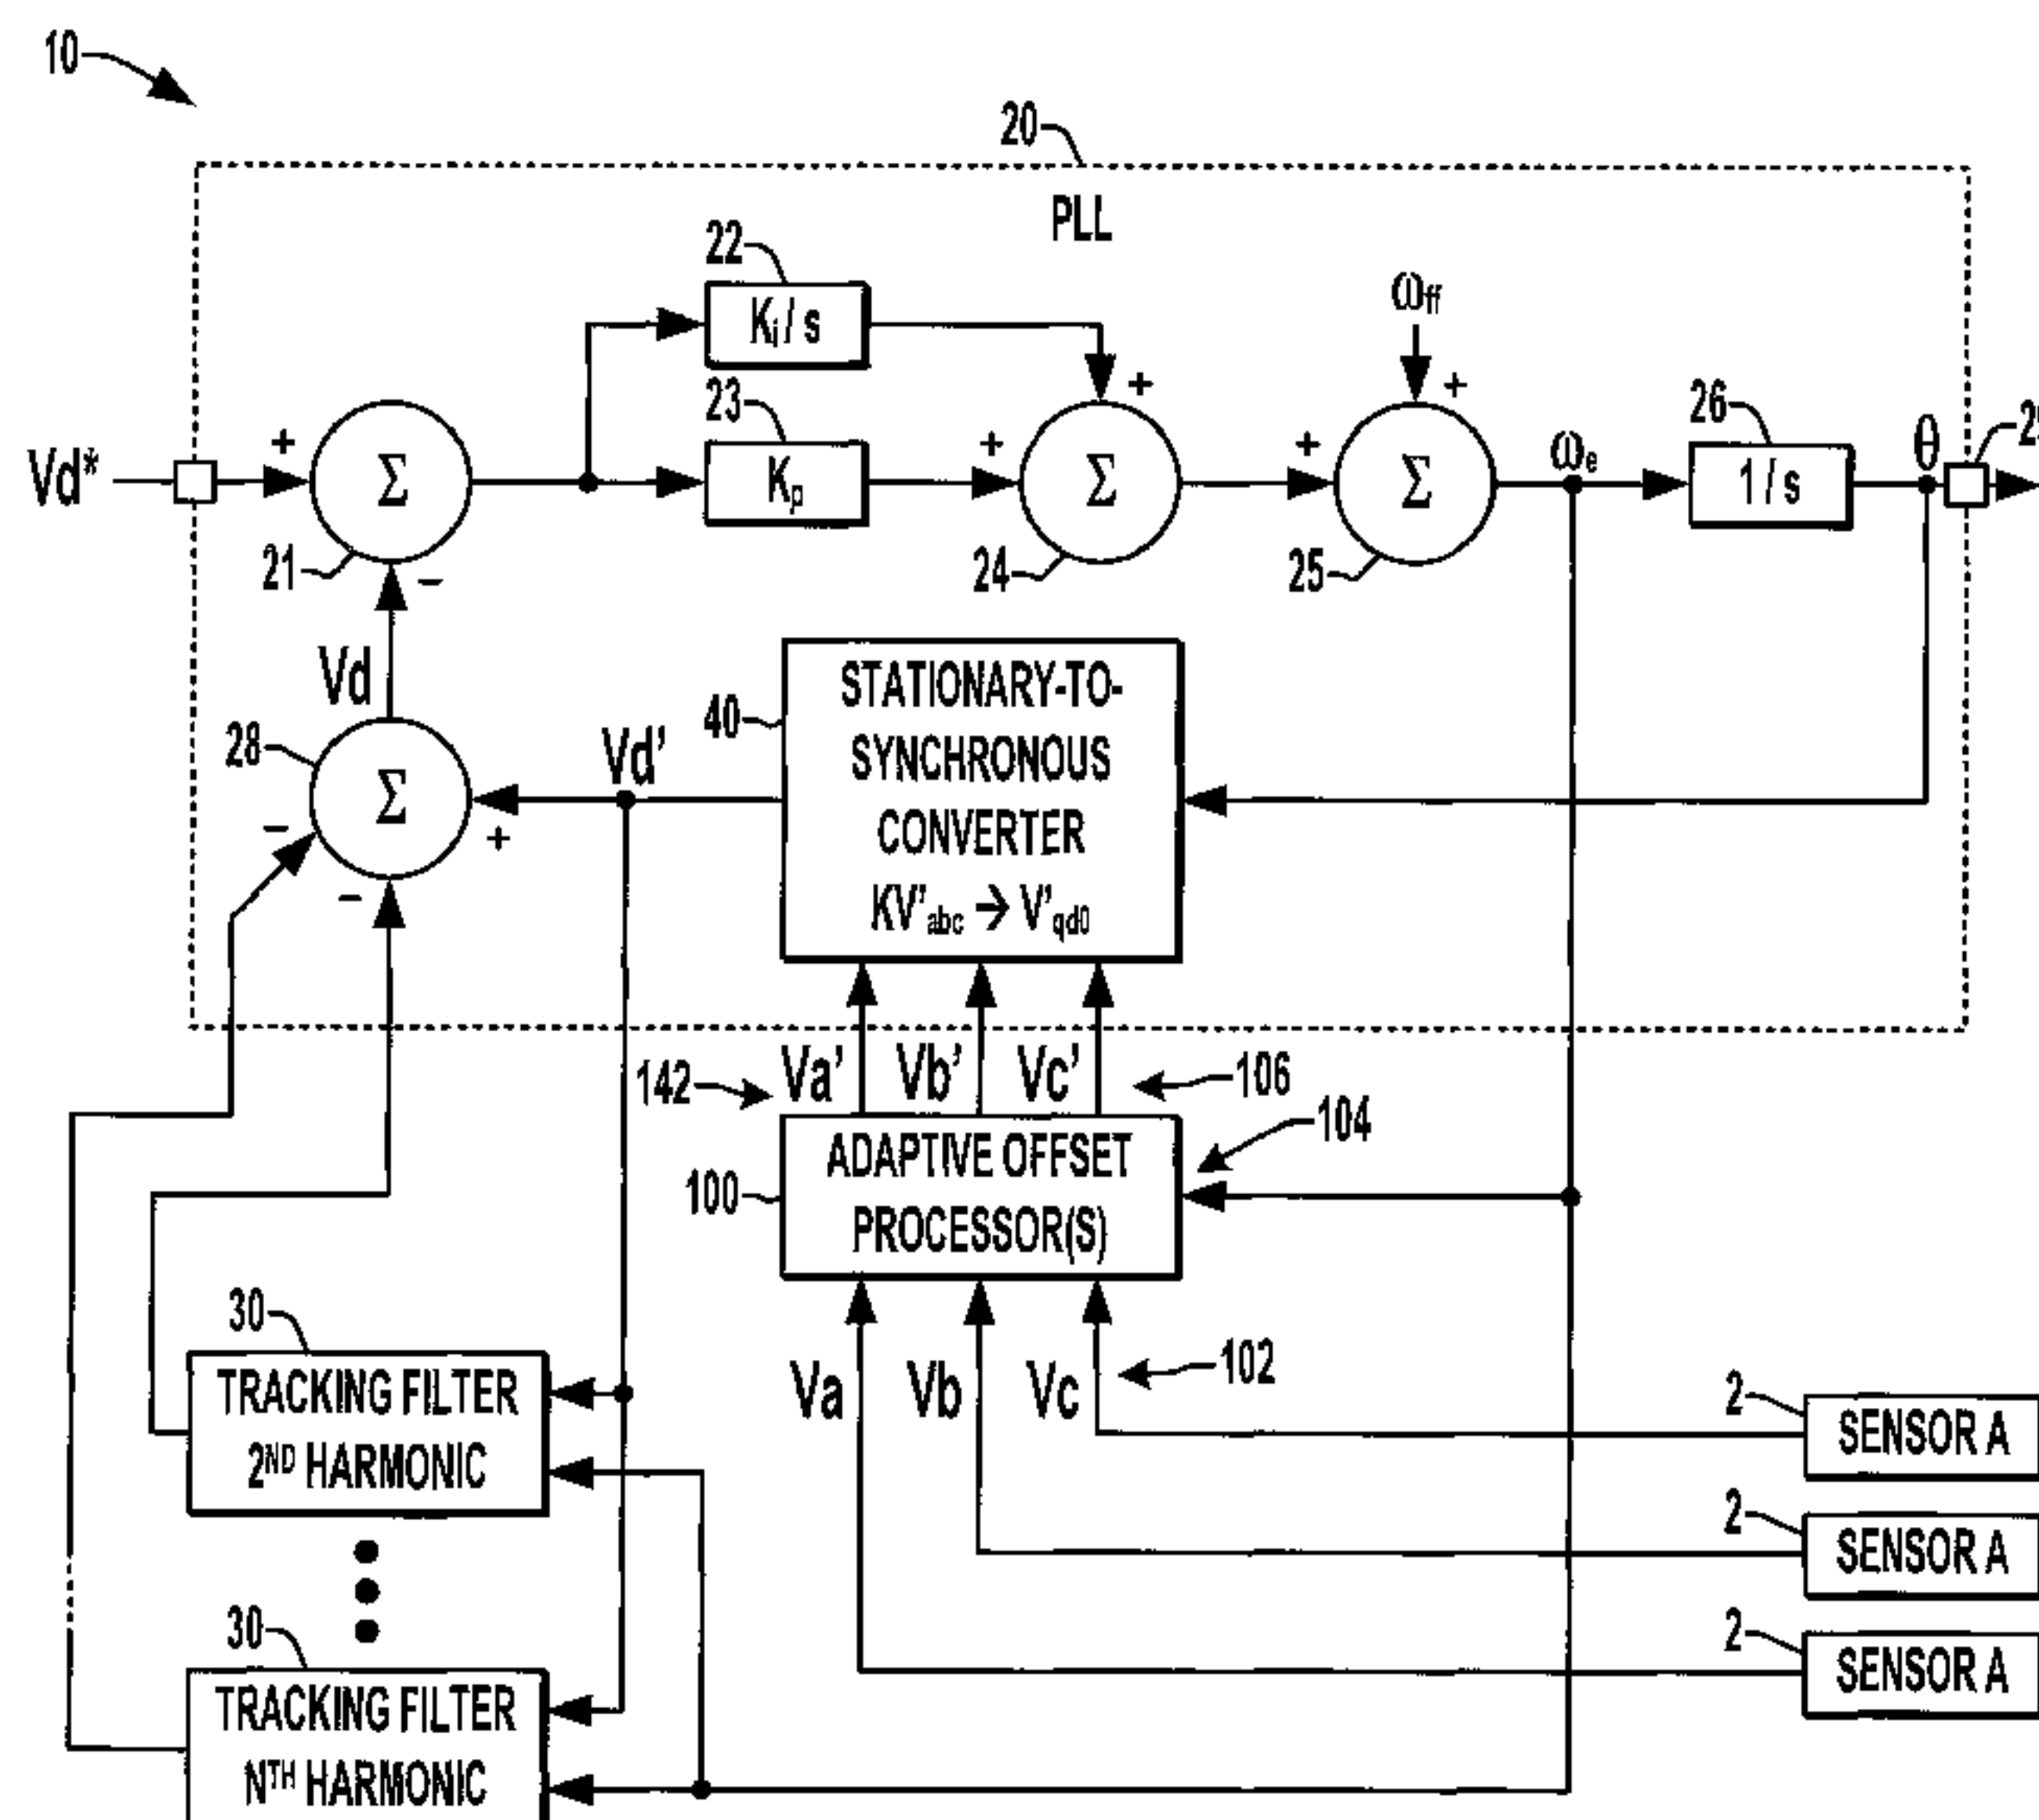 10
20
PLL
22
Ki / s
ωff
23
Kp
26
1 / s
Vd*
+
Σ
21
−
+
+
Σ
24
+
+
Σ
25
ωe
θ
Vd
28
Σ
−
−
+
Vd'
40
STATIONARY-TO-
SYNCHRONOUS
CONVERTER
KV'abc → V'qd0
142
Va'
Vb'
Vc'
106
104
100
ADAPTIVE OFFSET
PROCESSOR(S)
Va
Vb
Vc
102
30
TRACKING FILTER
2ND HARMONIC
30
TRACKING FILTER
NTH HARMONIC
2
SENSOR A
2
SENSOR A
2
SENSOR A